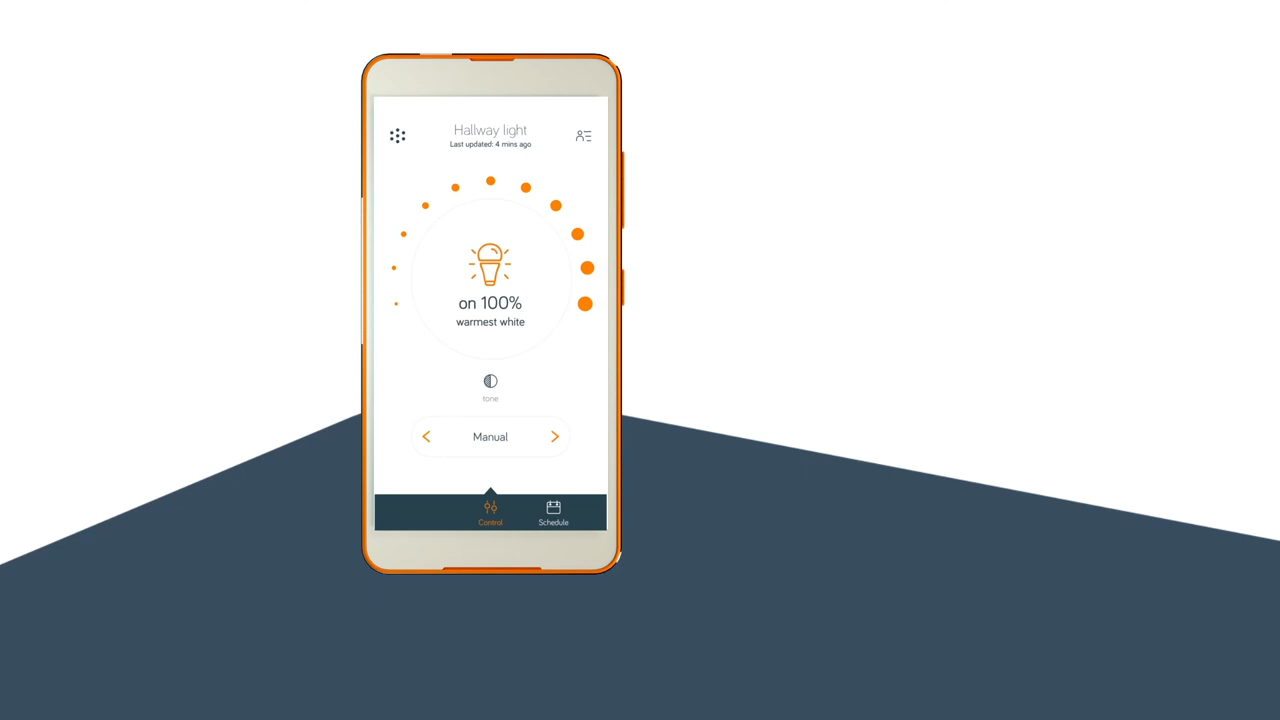 Hallway light
Last updated: 4 mins ago
on 100%
warmest white
tone
Manual
Control
Schedule